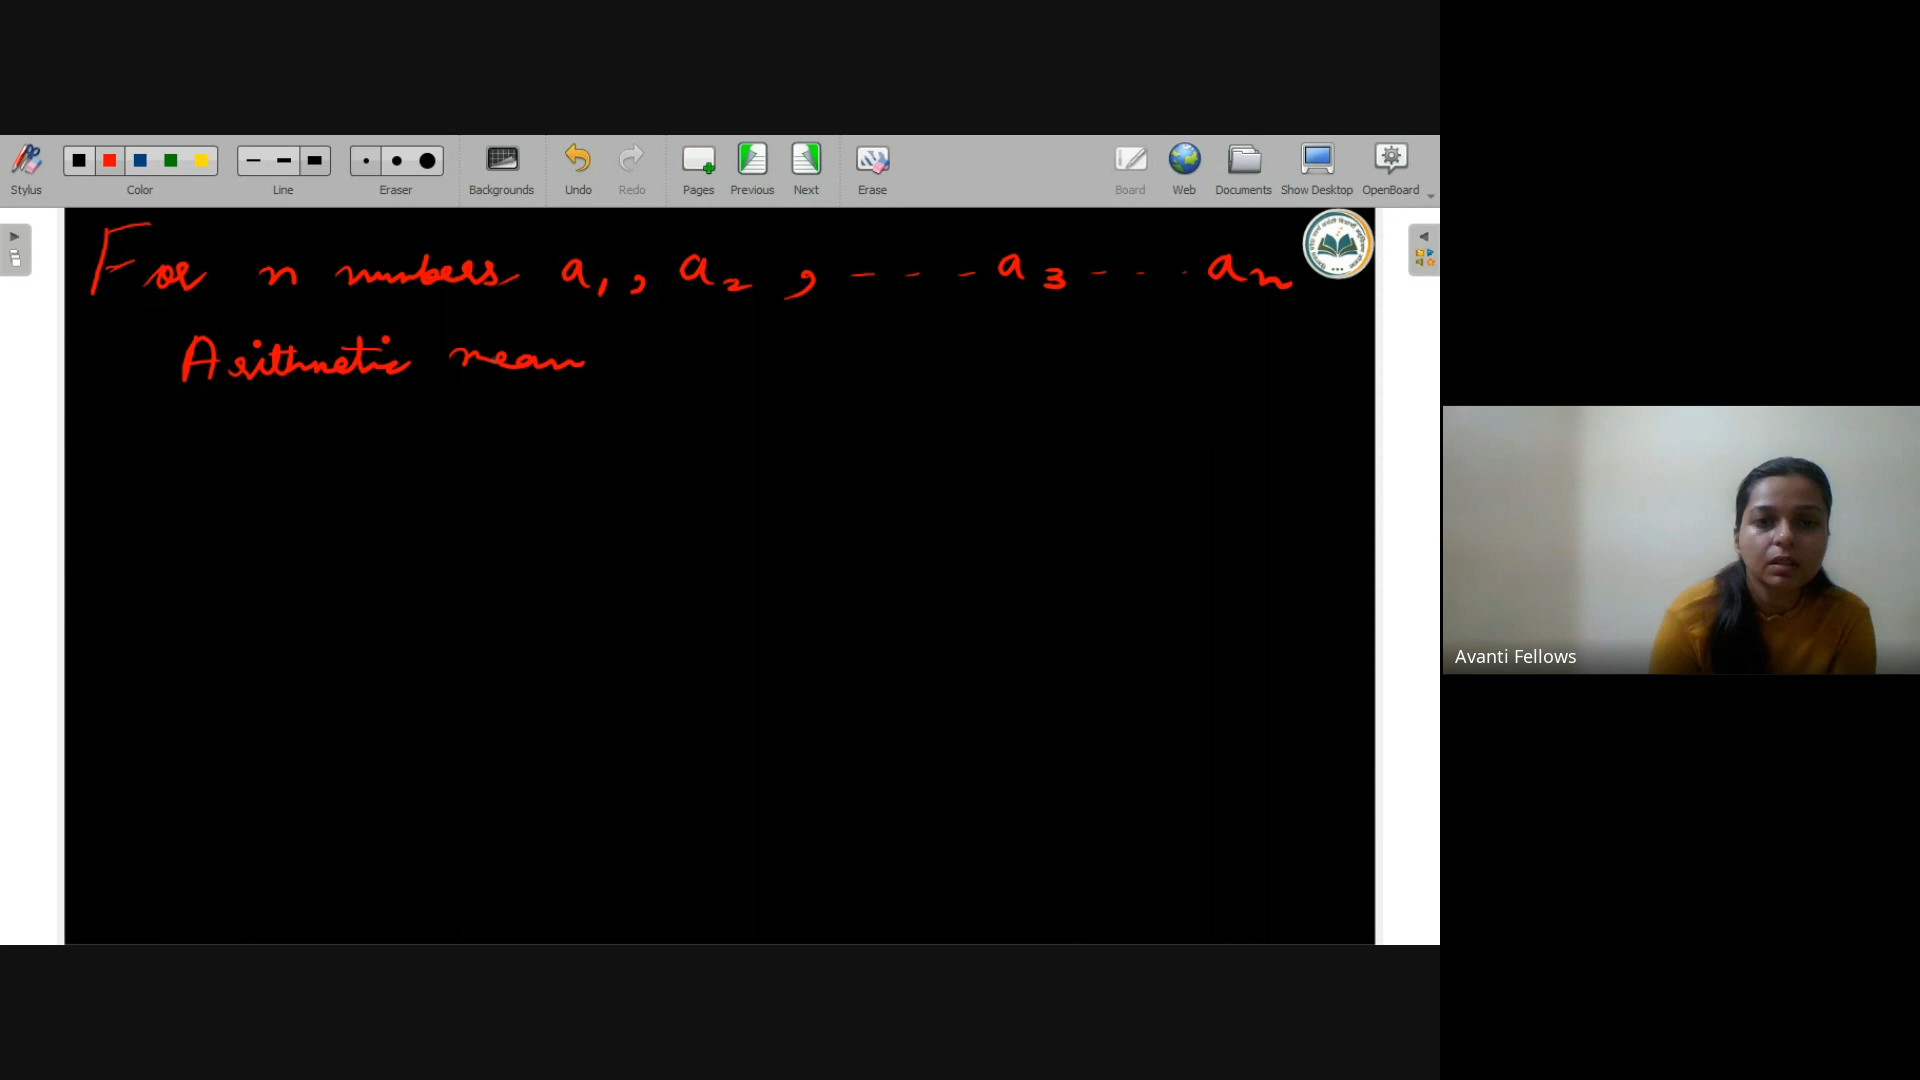 Stylus Color Line Eraser Backgrounds Undo Redo Pages Previous Next Erase Board Web Documents Show Desktop OpenBoard
For n numbers a1, a2, - - - a3 - - - an
Arithmetic mean
Avanti Fellows